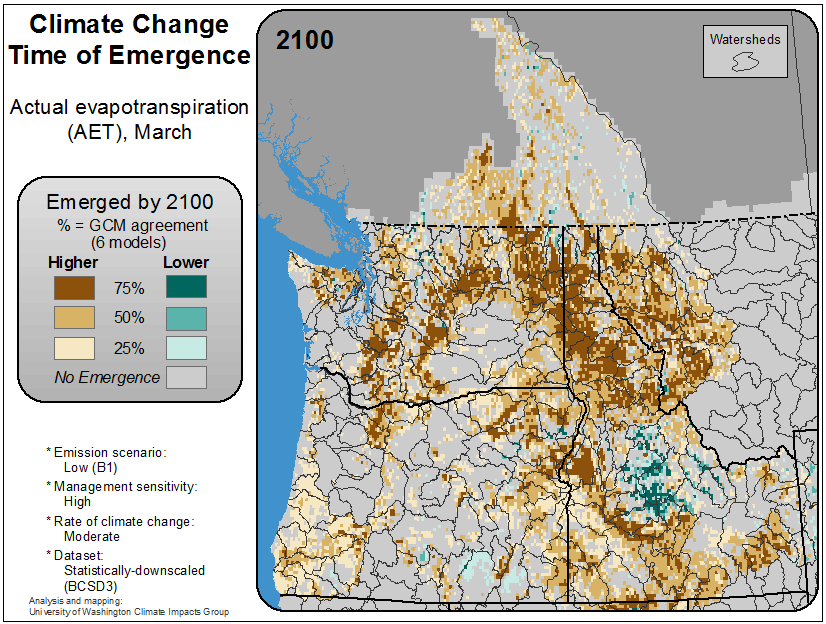 Climate Change
Time of Emergence
Actual evapotranspiration
(AET), March
Emerged by 2100
% = GCM agreement
(6 models)
Higher Lower
75%
50%
25%
No Emergence
* Emission scenario:
Low (B1)
* Management sensitivity:
High
* Rate of climate change:
Moderate
* Dataset:
Statistically-downscaled
(BCSD3)
Analysis and mapping:
University of Washington Climate Impacts Group
2100
Watersheds